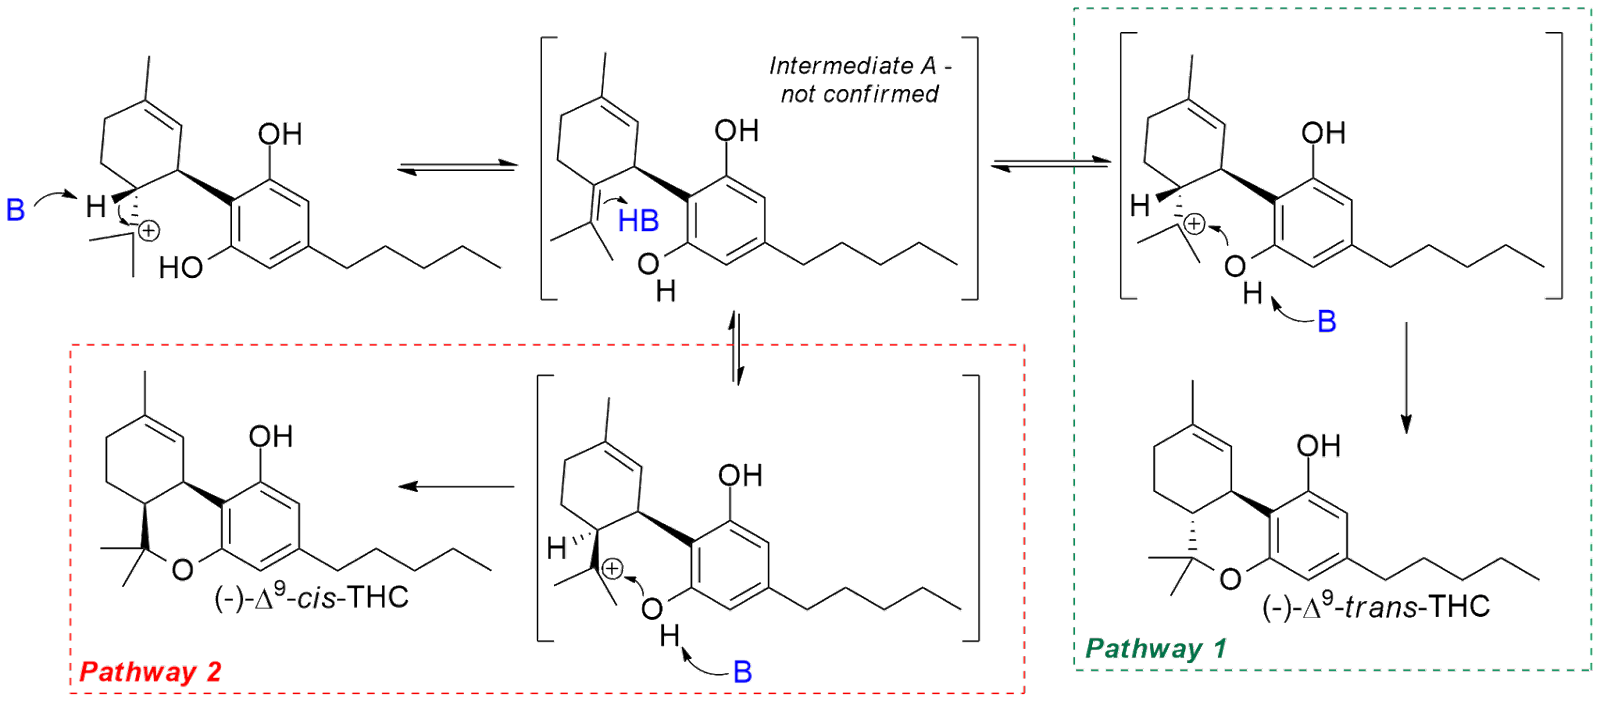 Intermediate A -
not confirmed
OH
B
H
+
HO
OH
HB
O
H
OH
H
+
O
H
B
OH
O
(-)-Δ9-cis-THC
Pathway 2
OH
H
+
O
H
B
OH
O
(-)-Δ9-trans-THC
Pathway 1